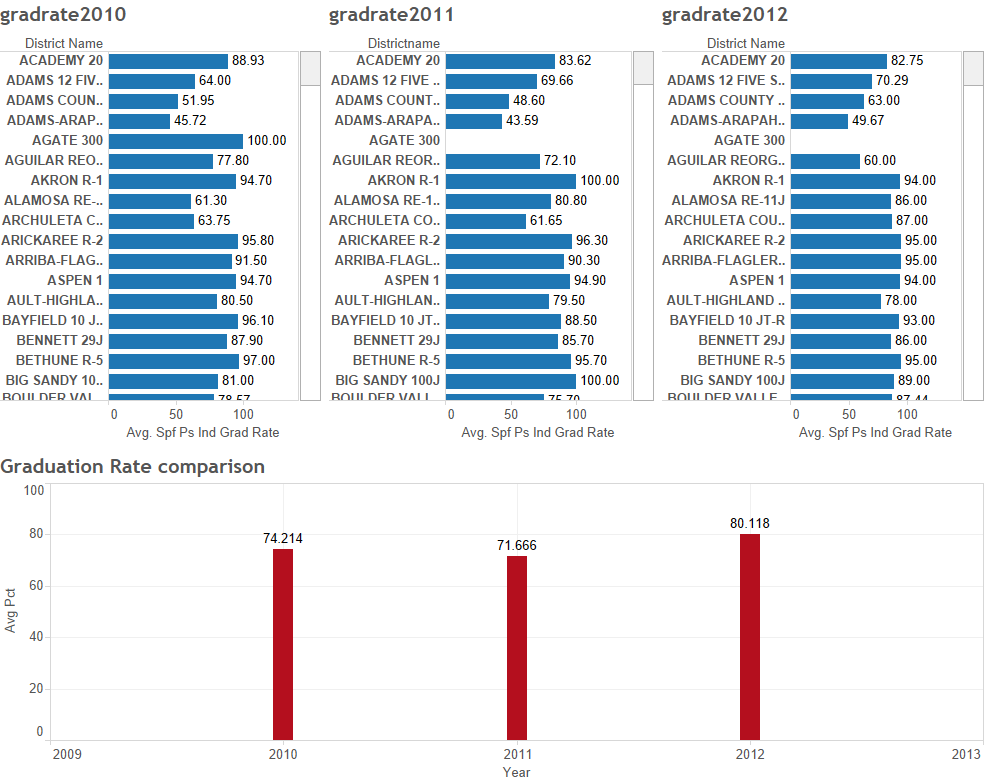 gradrate2010
District Name
ACADEMY 20 88.93
ADAMS 12 FIV.. 64.00
ADAMS COUN.. 51.95
ADAMS-ARAP.. 45.72
AGATE 300 100.00
AGUILAR REO.. 77.80
AKRON R-1 94.70
ALAMOSA RE-.. 61.30
ARCHULETA C.. 63.75
ARICKAREE R-2 95.80
ARRIBA-FLAG.. 91.50
ASPEN 1 94.70
AULT-HIGHLA.. 80.50
BAYFIELD 10 J.. 96.10
BENNETT 29J 87.90
BETHUNE R-5 97.00
BIG SANDY 10.. 81.00
BOULDER VAL.. 78.57
0 50 100
Avg. Spf Ps Ind Grad Rate
gradrate2011
Districtname
ACADEMY 20 83.62
ADAMS 12 FIVE .. 69.66
ADAMS COUNT.. 48.60
ADAMS-ARAPA.. 43.59
AGATE 300
AGUILAR REOR.. 72.10
AKRON R-1 100.00
ALAMOSA RE-1.. 80.80
ARCHULETA CO.. 61.65
ARICKAREE R-2 96.30
ARRIBA-FLAGL.. 90.30
ASPEN 1 94.90
AULT-HIGHLAN.. 79.50
BAYFIELD 10 JT.. 88.50
BENNETT 29J 85.70
BETHUNE R-5 95.70
BIG SANDY 100J 100.00
BOULDER VALL.. 75.70
0 50 100
Avg. Spf Ps Ind Grad Rate
gradrate2012
District Name
ACADEMY 20 82.75
ADAMS 12 FIVE S.. 70.29
ADAMS COUNTY .. 63.00
ADAMS-ARAPAH.. 49.67
AGATE 300
AGUILAR REORG.. 60.00
AKRON R-1 94.00
ALAMOSA RE-11J 86.00
ARCHULETA COU.. 87.00
ARICKAREE R-2 95.00
ARRIBA-FLAGLER.. 95.00
ASPEN 1 94.00
AULT-HIGHLAND .. 78.00
BAYFIELD 10 JT-R 93.00
BENNETT 29J 86.00
BETHUNE R-5 95.00
BIG SANDY 100J 89.00
BOULDER VALLE.. 87.44
0 50 100
Avg. Spf Ps Ind Grad Rate
Graduation Rate comparison
100
80
60
40
20
0
Avg Pct
74.214
71.666
80.118
2009 2010 2011 2012 2013
Year